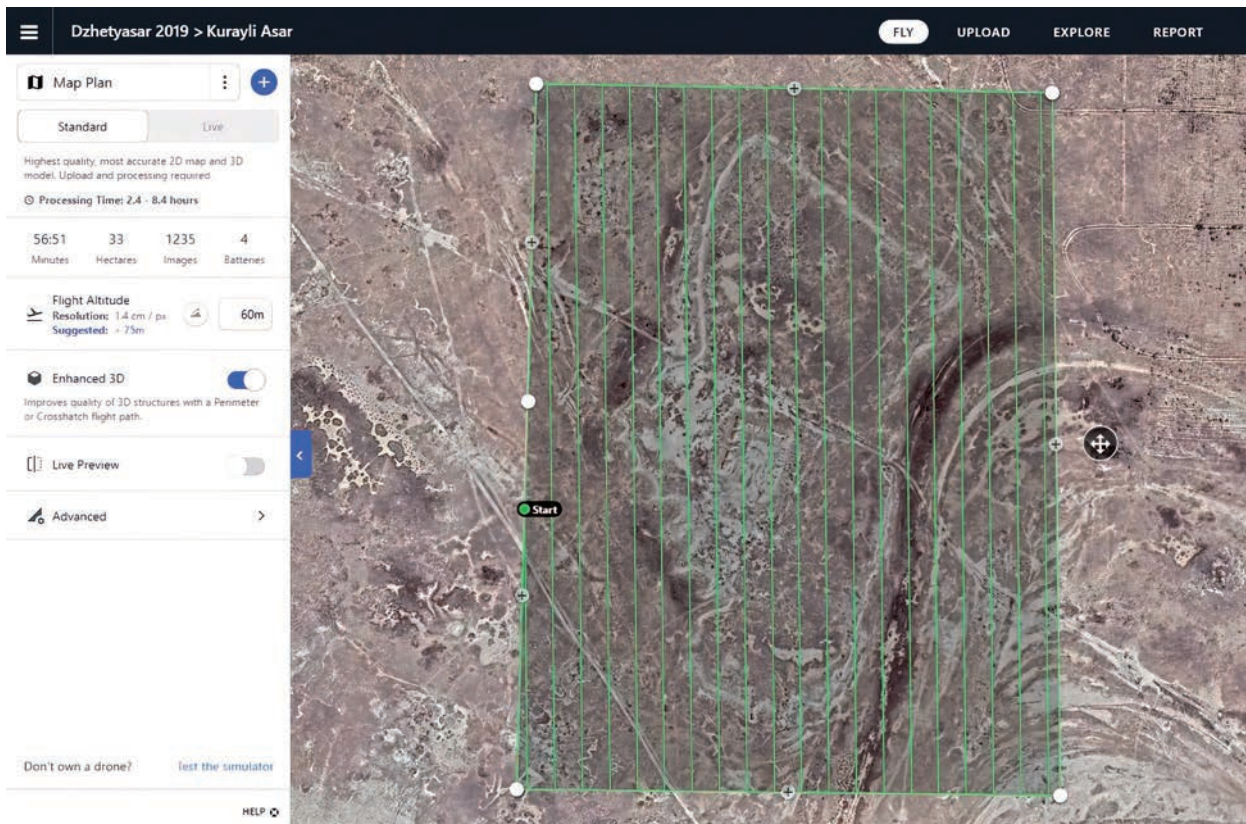 Dzhetyasar 2019 > Kurayli Asar
FLY UPLOAD EXPLORE REPORT
Map Plan
Standard Live
Highest quality, most accurate 2D map and 3D
model. Upload and processing required
Processing Time: 2.4 - 8.4 hours
56:51 33 1235 4
Minutes Hectares Images Batteries
Flight Altitude
Resolution: 1.4 cm / px 60m
Suggested: - 75m
Enhanced 3D
Improves quality of 3D structures with a Perimeter
or Crosshatch flight path.
Live Preview
Start
Advanced
Don't own a drone? Test the simulator
HELP